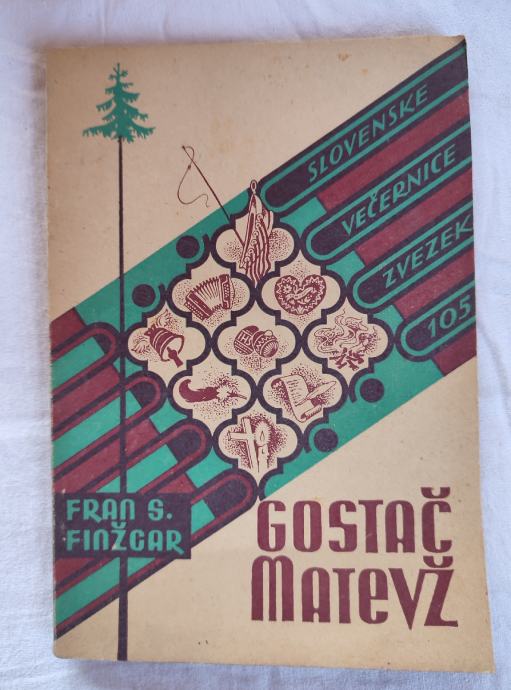 SLOVENSKE
VEČERNICE
ZVEZEK
105
FRAN S.
FINŽGAR
GOSTAČ
MATEVŽ